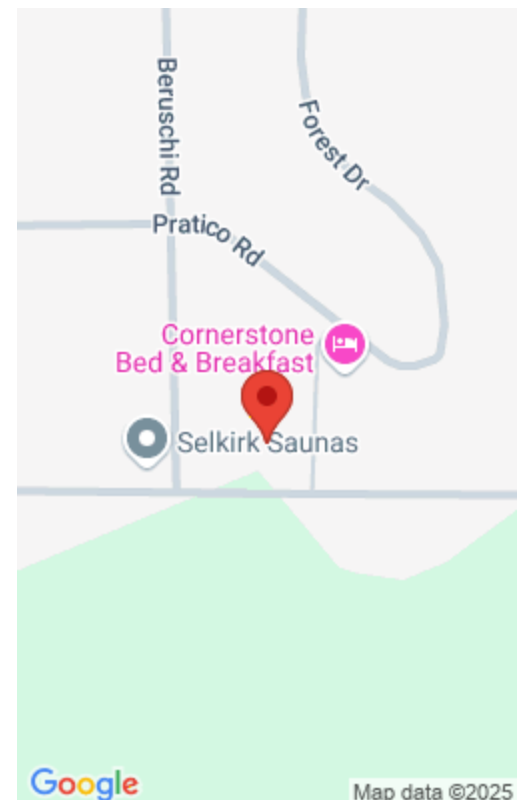 Beruschi Rd
Forest Dr
Pratico Rd
Cornerstone
Bed & Breakfast
Selkirk Saunas
Google
Map data ©2025